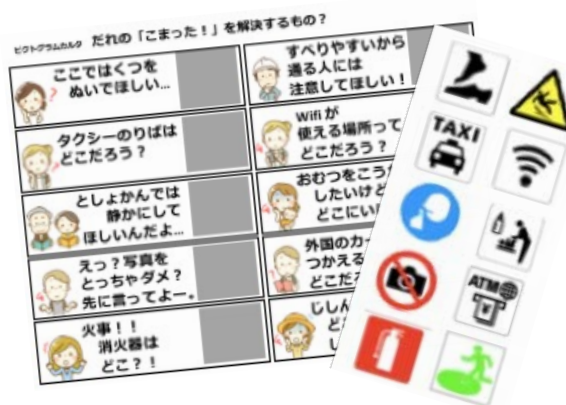 ピクトグラムカルタ だれの「こまった！」を解決するもの？
ここではくつを
ぬいでほしい…
タクシーのりばは
どこだろう？
としょかんでは
静かにして
ほしいんだよ…
えっ？写真を
とっちゃダメ？
先に言ってよー。
火事！！
消火器は
どこ？！
すべりやすいから
通る人には
注意してほしい！
Wifiが
使える場所って
どこだろう？
おむつをこうか
したいけど
どこにい
外国のカー
つかえる
どこだ
じしん
ど
し
TAXI
ATM